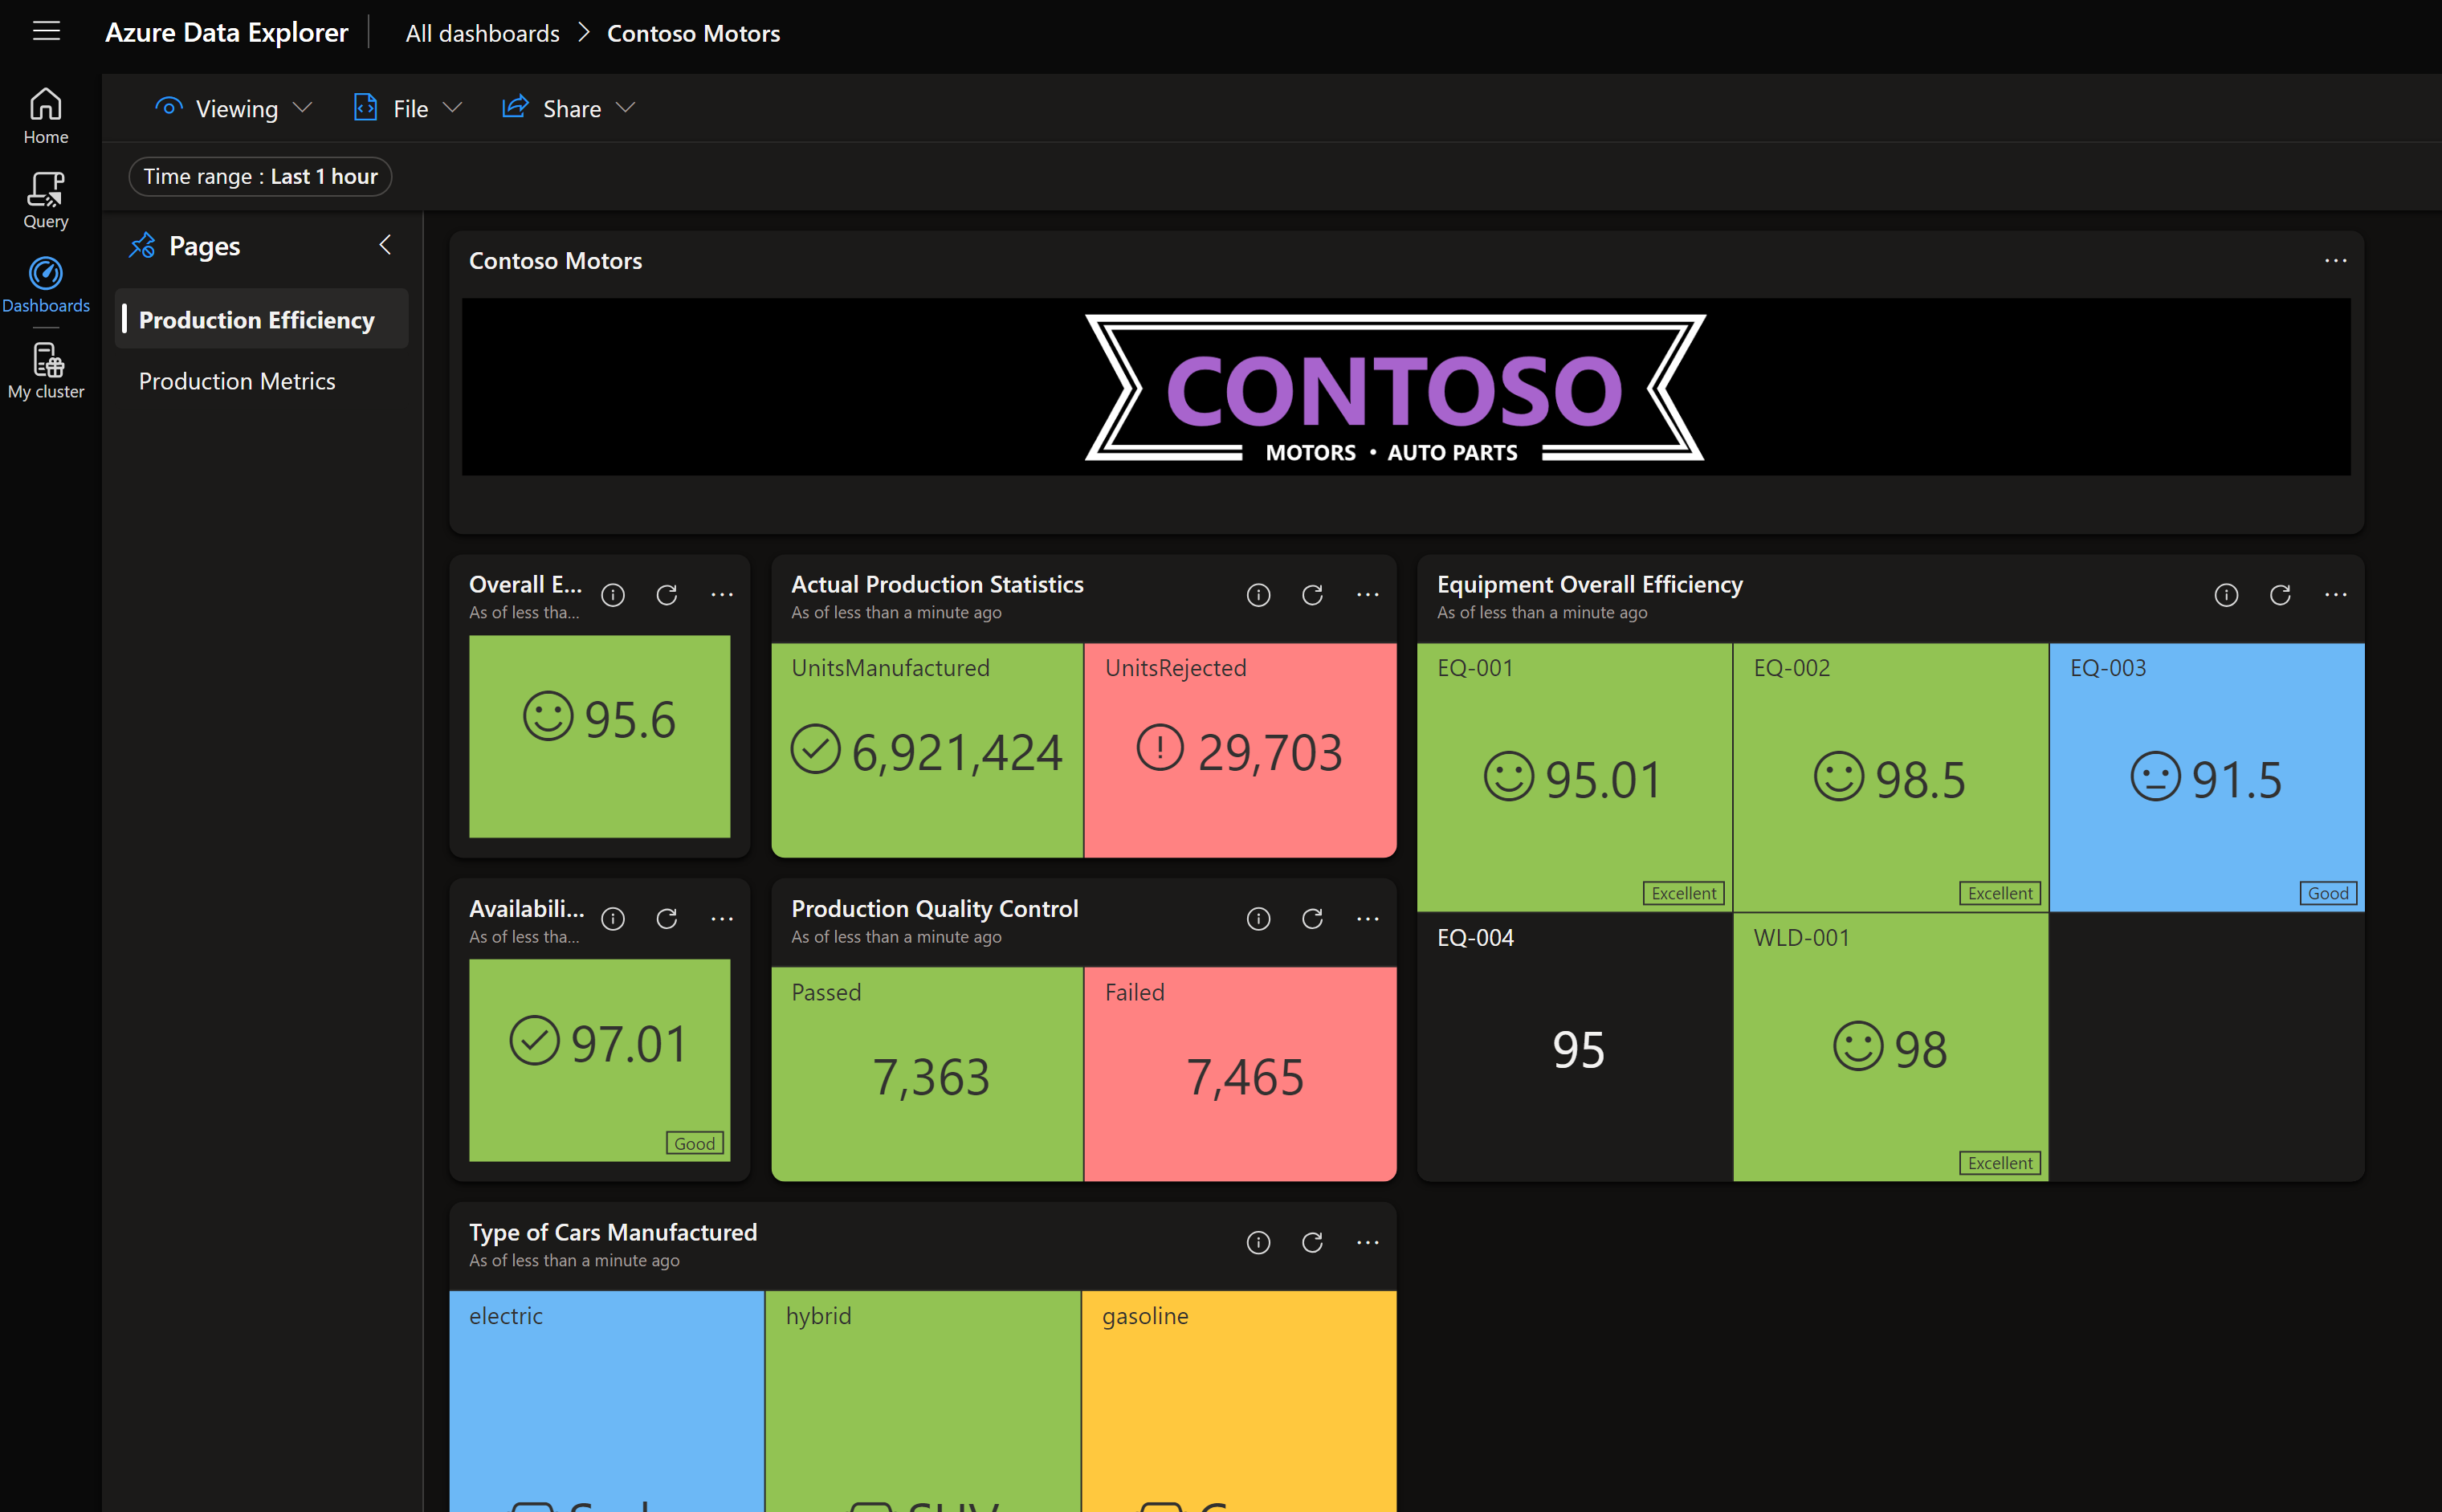 Azure Data Explorer
All dashboards > Contoso Motors
Home
Query
Dashboards
My cluster
Viewing
File
Share
Time range : Last 1 hour
Pages
Production Efficiency
Production Metrics
Contoso Motors
CONTOSO
MOTORS • AUTO PARTS
Overall E...
As of less tha...
95.6
Actual Production Statistics
As of less than a minute ago
UnitsManufactured
6,921,424
UnitsRejected
29,703
Equipment Overall Efficiency
As of less than a minute ago
EQ-001
95.01
Excellent
EQ-002
98.5
Excellent
EQ-003
91.5
Good
EQ-004
95
WLD-001
98
Excellent
Availabili...
As of less tha...
97.01
Good
Production Quality Control
As of less than a minute ago
Passed
7,363
Failed
7,465
Type of Cars Manufactured
As of less than a minute ago
electric
hybrid
SUV
gasoline